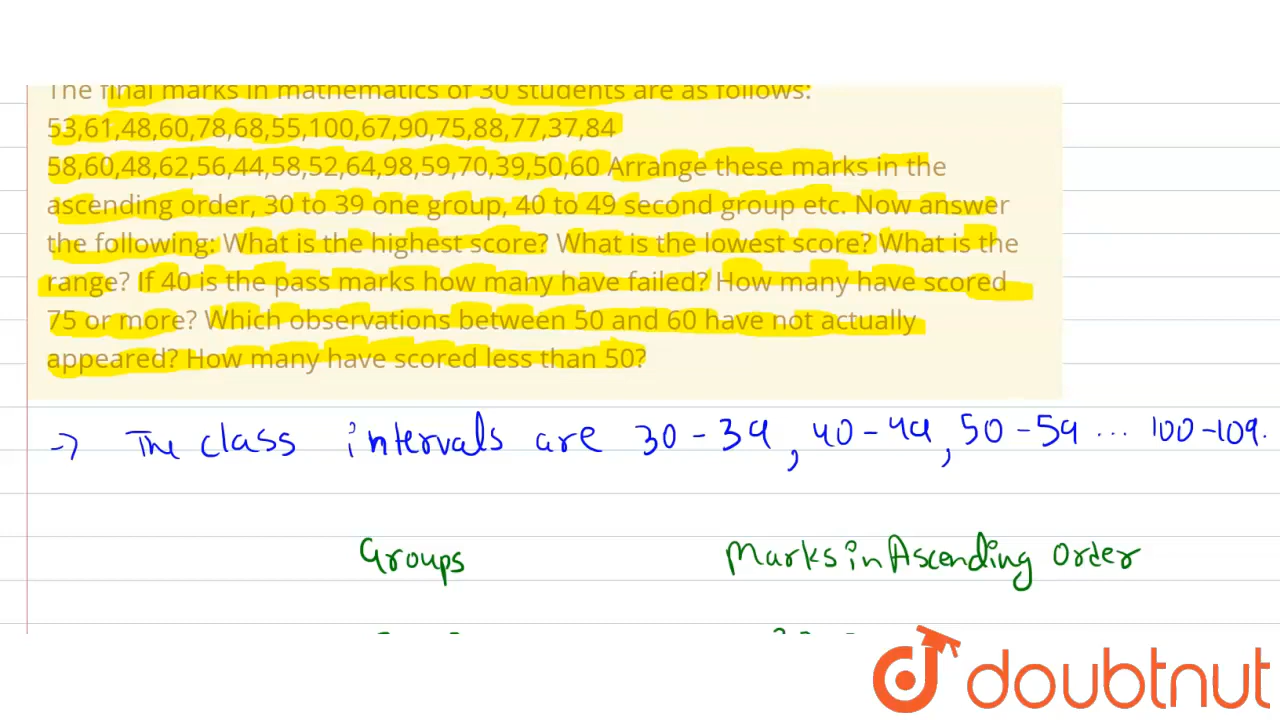 The final marks in mathematics of 30 students are as follows:
53,61,48,60,78,68,55,100,67,90,75,88,77,37,84
58,60,48,62,56,44,58,52,64,98,59,70,39,50,60 Arrange these marks in the
ascending order, 30 to 39 one group, 40 to 49 second group etc. Now answer
the following: What is the highest score? What is the lowest score? What is the
range? If 40 is the pass marks how many have failed? How many have scored
75 or more? Which observations between 50 and 60 have not actually
appeared? How many have scored less than 50?
→ The class intervals are 30-39, 40-49, 50-59 ... 100-109.
Groups Marks in Ascending Order
doubtnut